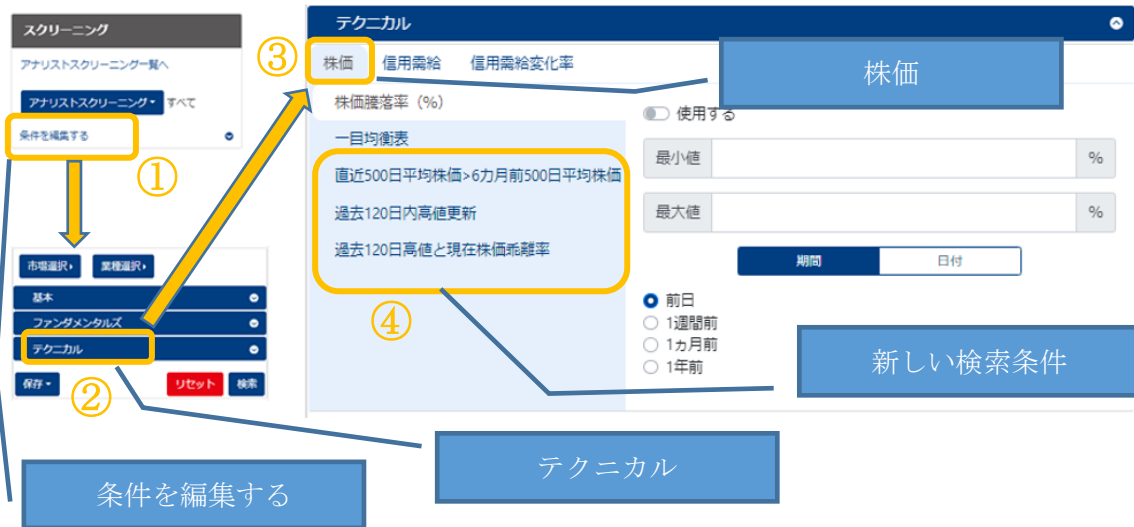 スクリーニング
アナリストスクリーニング一覧へ
アナリストスクリーニング すべて
条件を編集する
①
市場選択 業種選択
基本
ファンダメンタルズ
テクニカル
保存 リセット 検索
②
条件を編集する
テクニカル
③
株価 信用需給 信用需給変化率
株価
株価騰落率（%）
一目均衡表
直近500日平均株価>6カ月前500日平均株価
過去120日内高値更新
過去120日高値と現在株価乖離率
④
使用する
最小値 %
最大値 %
期間 日付
前日
1週間前
1ヵ月前
1年前
新しい検索条件
テクニカル